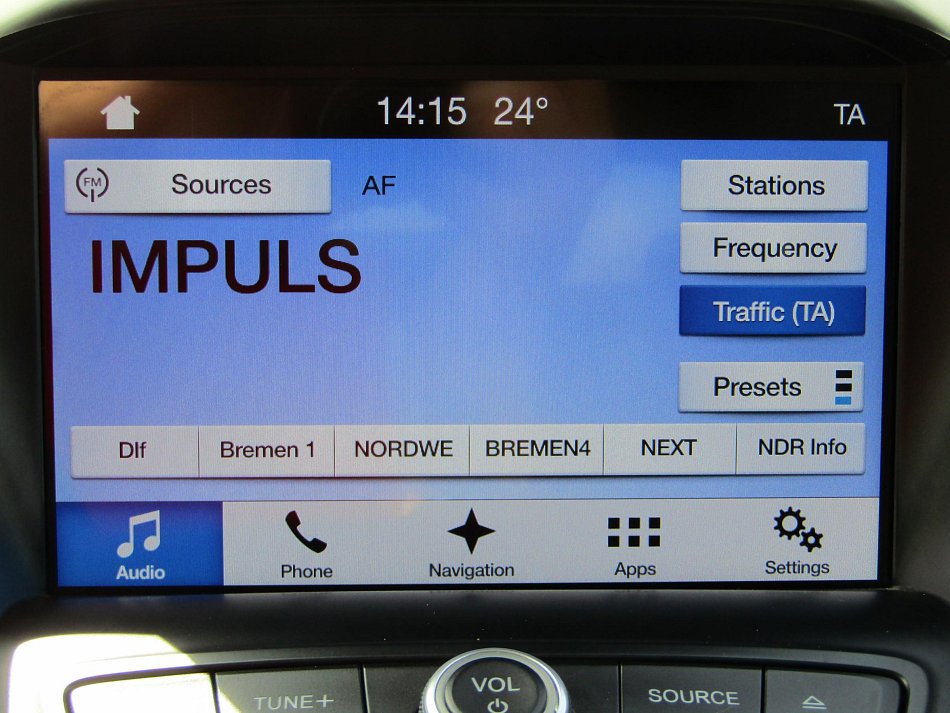 14:15 24° TA
FM Sources AF Stations
IMPULS
Frequency
Traffic (TA)
Presets
Dlf Bremen 1 NORDWE BREMEN4 NEXT NDR Info
Audio Phone Navigation Apps Settings
TUNE+ VOL SOURCE